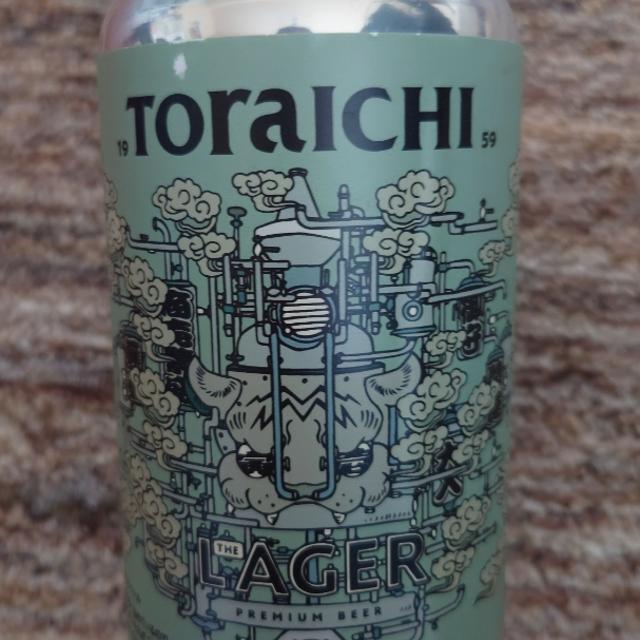 TORAICHI
19 59
THE
LAGER
PREMIUM BEER